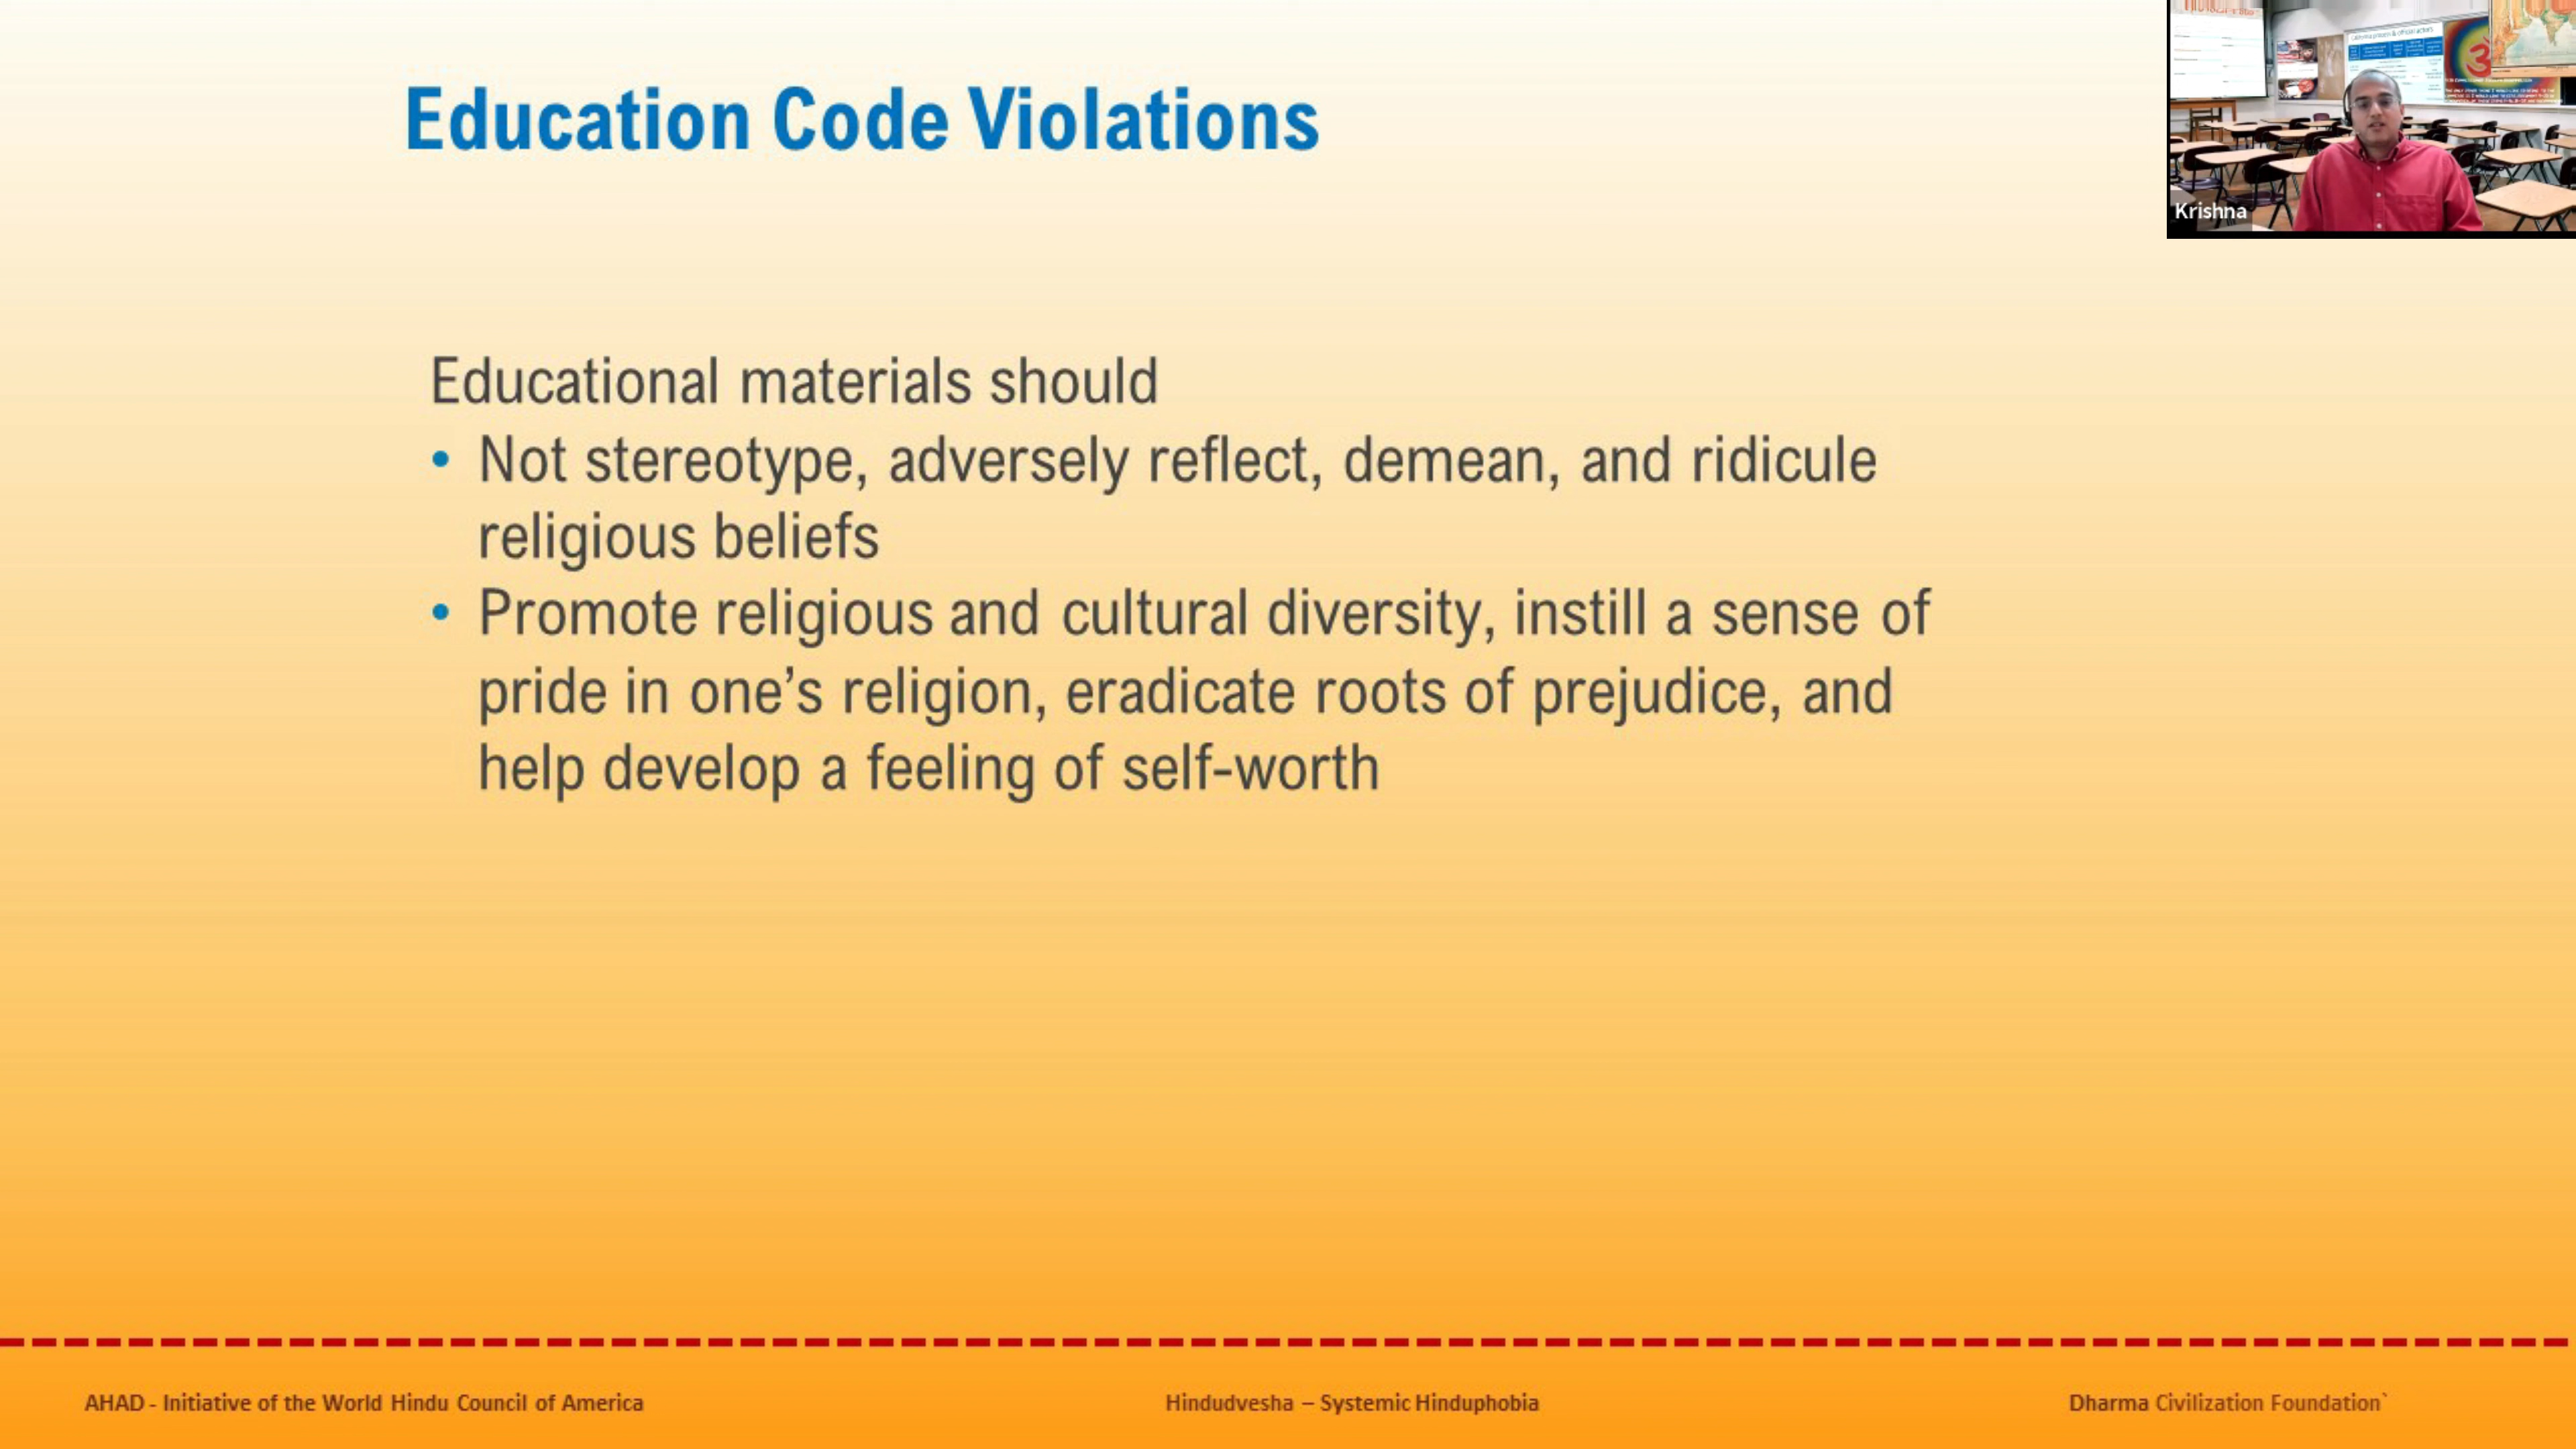 Education Code Violations
Krishna
Educational materials should
• Not stereotype, adversely reflect, demean, and ridicule
religious beliefs
• Promote religious and cultural diversity, instill a sense of
pride in one’s religion, eradicate roots of prejudice, and
help develop a feeling of self-worth
AHAD - Initiative of the World Hindu Council of America
Hindudvesha – Systemic Hinduphobia
Dharma Civilization Foundation`